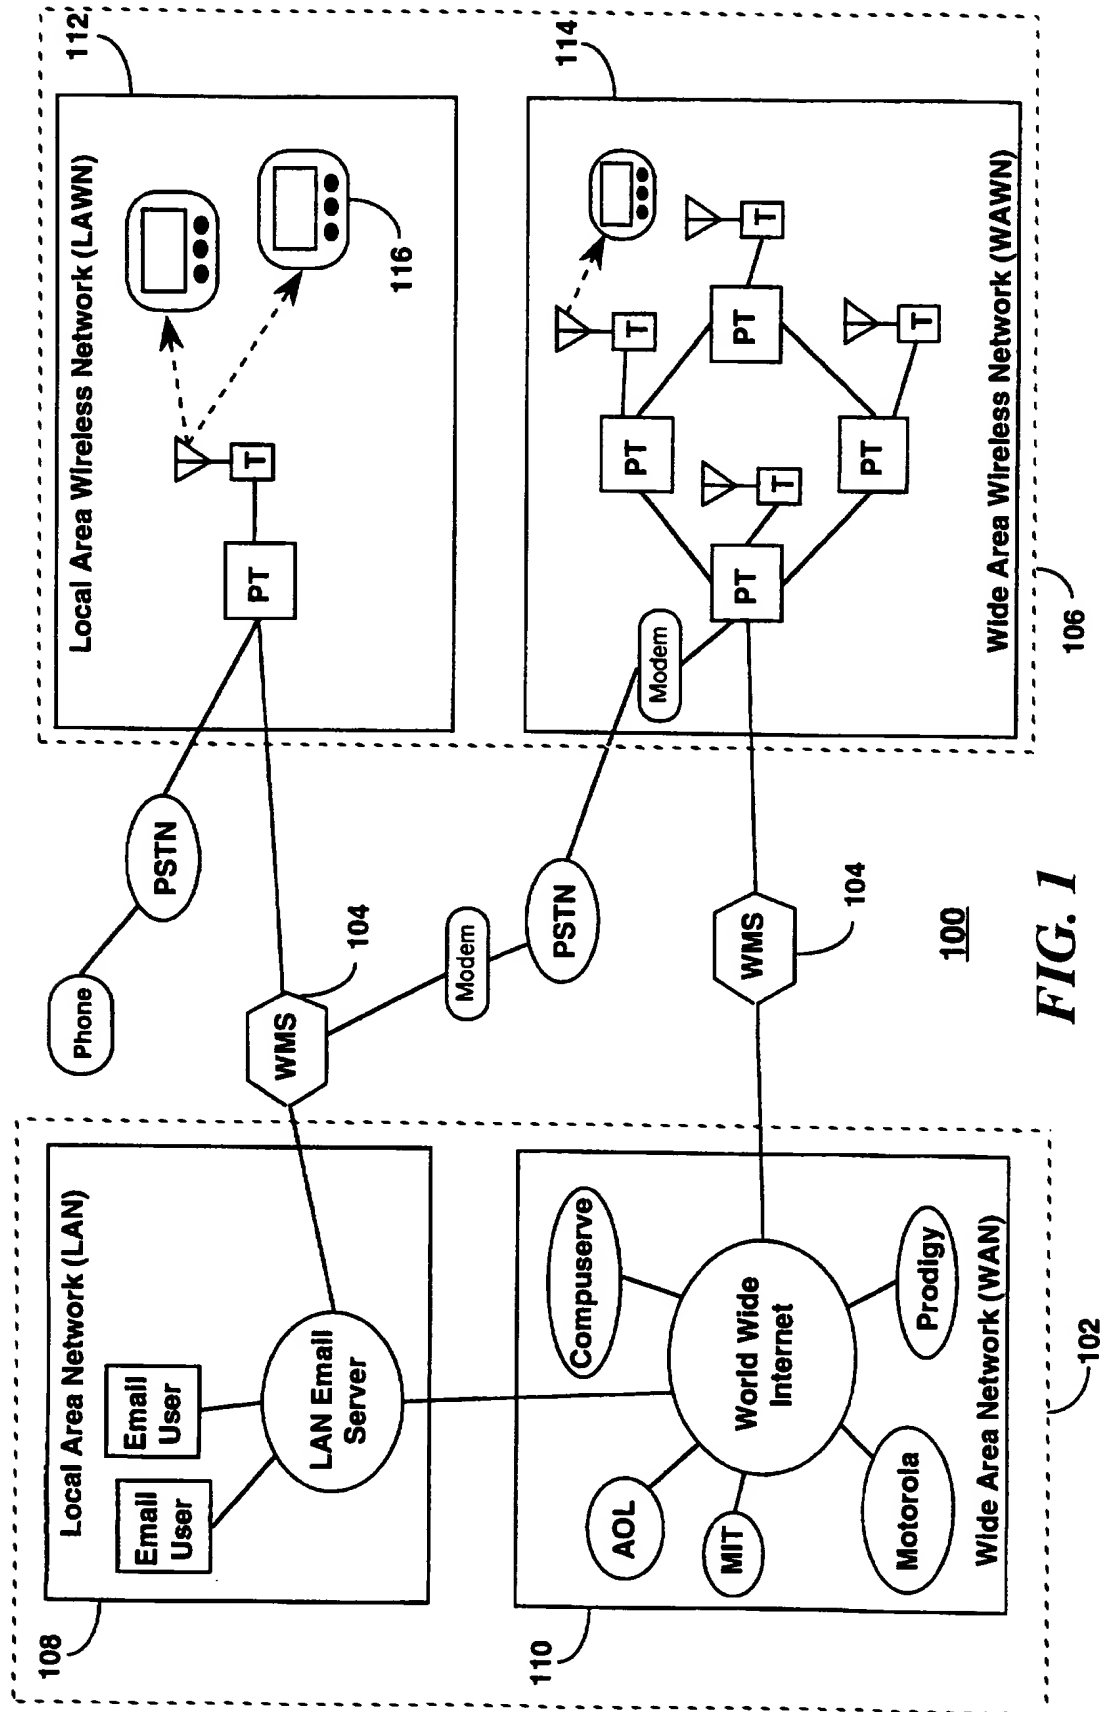 108
Local Area Network (LAN)
Email
User
Email
User
LAN Email
Server
110
AOL
MIT
Motorola
Compuserve
World Wide
Internet
Prodigy
Wide Area Network (WAN)
102
Phone
PSTN
WMS
104
Modem
PSTN
WMS
104
100
FIG. 1
112
Local Area Wireless Network (LAWN)
PT
T
116
114
Modem
PT
T
PT
T
PT
T
PT
T
Wide Area Wireless Network (WAWN)
106